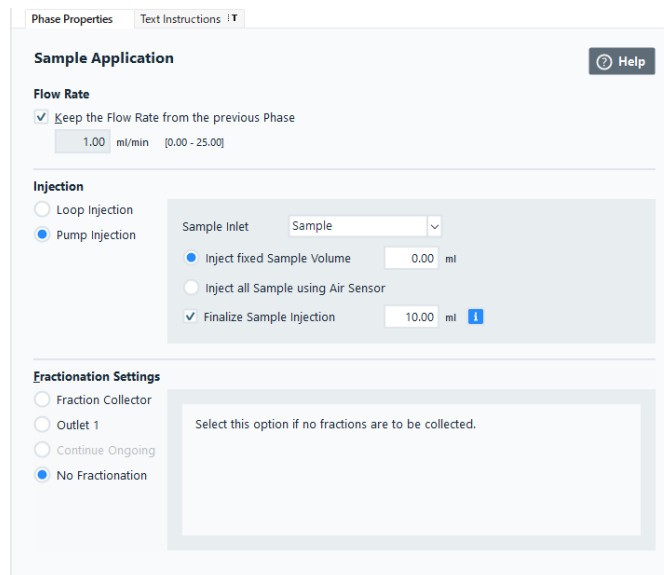 Phase Properties
Text Instructions T
Sample Application
? Help
Flow Rate
Keep the Flow Rate from the previous Phase
1.00 ml/min [0.00 - 25.00]
Injection
Loop Injection
Pump Injection
Sample Inlet Sample
Inject fixed Sample Volume 0.00 ml
Inject all Sample using Air Sensor
Finalize Sample Injection 10.00 ml i
Fractionation Settings
Fraction Collector
Outlet 1
Continue Ongoing
No Fractionation
Select this option if no fractions are to be collected.